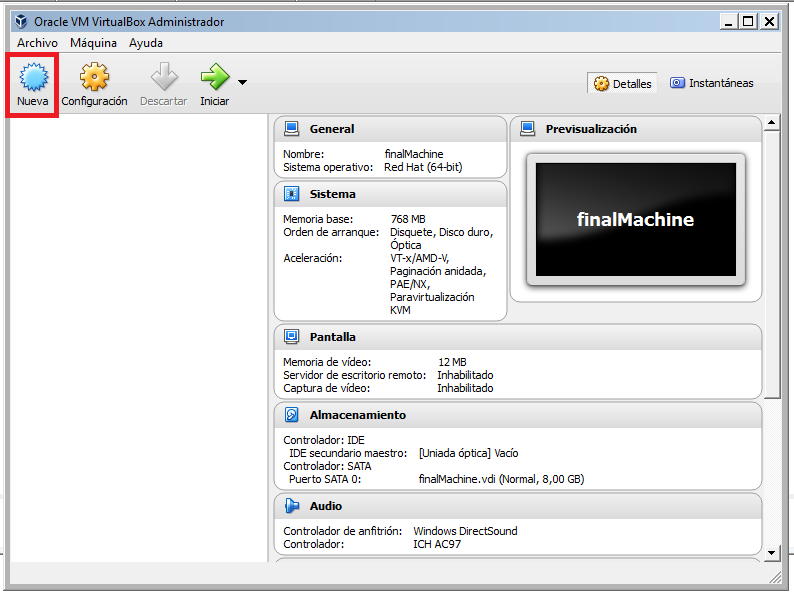 Oracle VM VirtualBox Administrador
Archivo Máquina Ayuda
Nueva Configuración Descartar Iniciar Detalles Instantáneas
General
Nombre: finalMachine
Sistema operativo: Red Hat (64-bit)
Previsualización
finalMachine
Sistema
Memoria base: 768 MB
Orden de arranque: Disquete, Disco duro,
Óptica
Aceleración: VT-x/AMD-V,
Paginación anidada,
PAE/NX,
Paravirtualización
KVM
Pantalla
Memoria de vídeo: 12 MB
Servidor de escritorio remoto: Inhabilitado
Captura de vídeo: Inhabilitado
Almacenamiento
Controlador: IDE
IDE secundario maestro: [Uniada óptica] Vacío
Controlador: SATA
Puerto SATA 0: finalMachine.vdi (Normal, 8,00 GB)
Audio
Controlador de anfitrión: Windows DirectSound
Controlador: ICH AC97